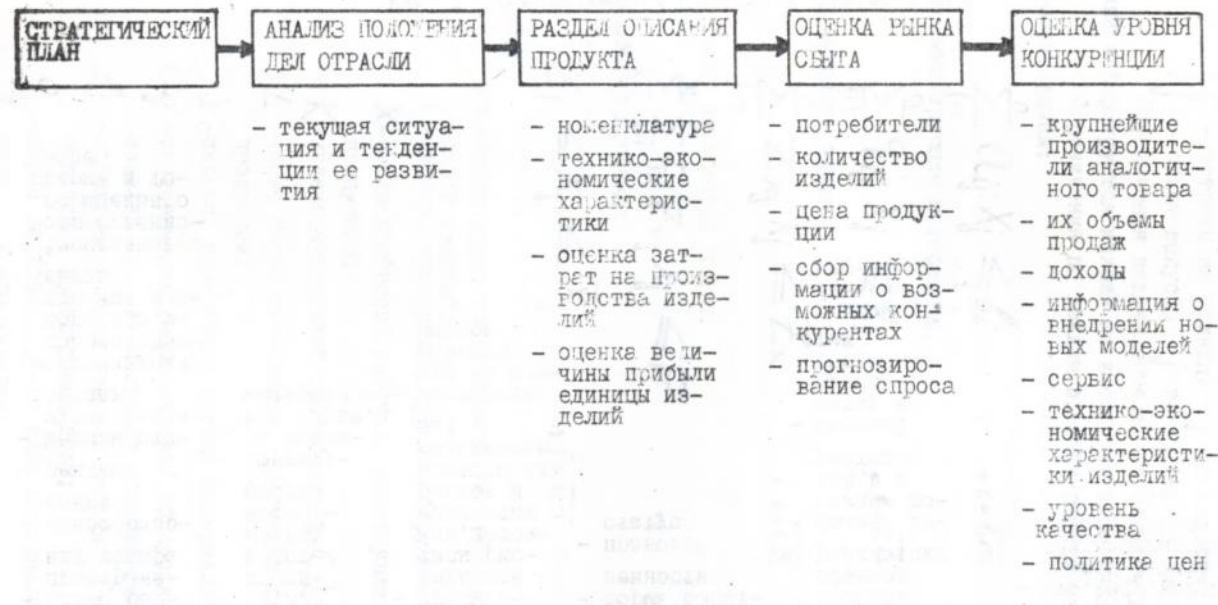 СТРАТЕГИЧЕСКИЙ
ПЛАН
АНАЛИЗ ПОЛОЖЕНИЯ
ДЕЛ ОТРАСЛИ
РАЗДЕЛ ОПИСАНИЯ
ПРОДУКТА
ОЦЕНКА РЫНКА
СБЫТА
ОЦЕНКА УРОВНЯ
КОНКУРЕНЦИИ
- текущая ситуа-
ция и тенден-
ции ее разви-
тия
- номенклатура
- технико-эко-
номические
характерис-
тики
- оценка зат-
рат на произ-
водства изде-
лий
- оценка вели-
чины прибыли
единицы из-
делий
- потребители
- количество
изделий
- цена продук-
ции
- сбор инфор-
мации о воз-
можных кон-
курентах
- прогнозиро-
вание спроса
- крупнейщие
производите-
ли аналогич-
ного товара
- их объемы
продаж
- доходы
- информация о
внедрении но-
вых моделей
- сервис
- технико-эко-
номические
характеристи-
ки изделий
- уровень
качества
- политика цен